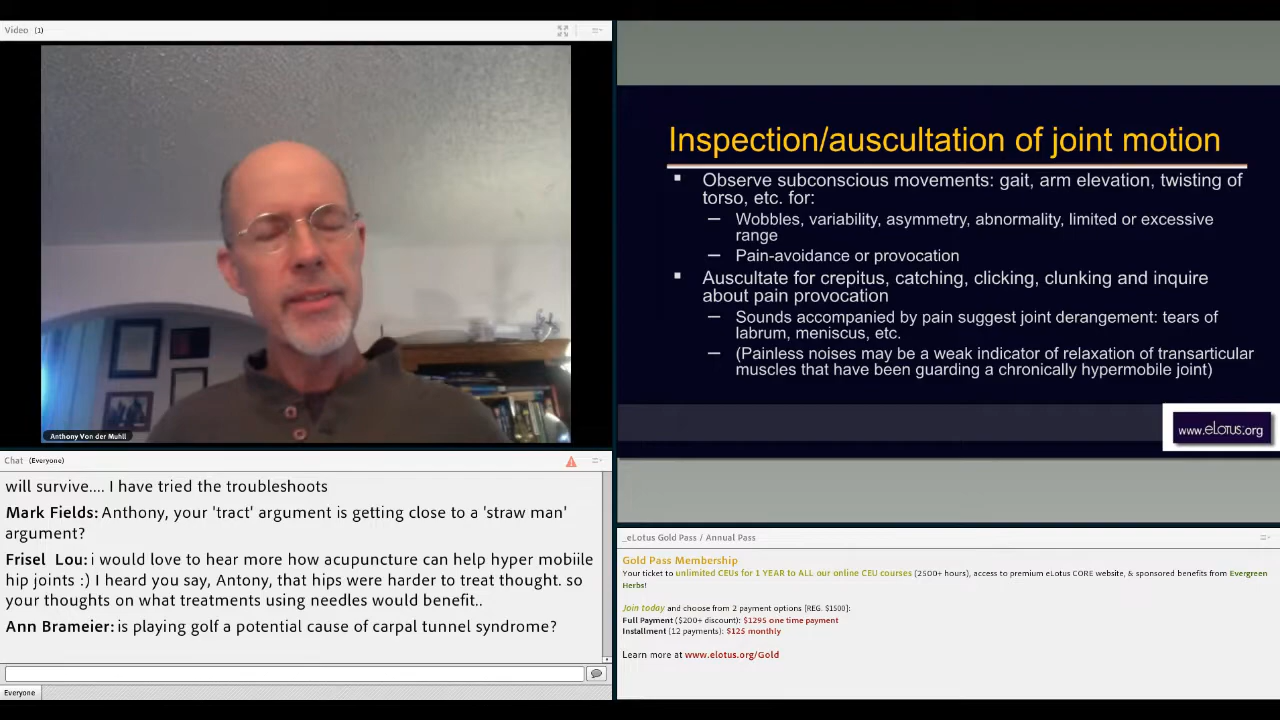 Video (1)
Anthony Von der Muhll
Chat (Everyone)
will survive.... I have tried the troubleshoots
Mark Fields: Anthony, your 'tract' argument is getting close to a 'straw man'
argument?
Frisel Lou: i would love to hear more how acupuncture can help hyper mobiile
hip joints :) I heard you say, Antony, that hips were harder to treat thought. so
your thoughts on what treatments using needles would benefit..
Ann Brameier: is playing golf a potential cause of carpal tunnel syndrome?
Everyone
Inspection/auscultation of joint motion
Observe subconscious movements: gait, arm elevation, twisting of
torso, etc. for:
– Wobbles, variability, asymmetry, abnormality, limited or excessive
range
– Pain-avoidance or provocation
Auscultate for crepitus, catching, clicking, clunking and inquire
about pain provocation
– Sounds accompanied by pain suggest joint derangement: tears of
labrum, meniscus, etc.
– (Painless noises may be a weak indicator of relaxation of transarticular
muscles that have been guarding a chronically hypermobile joint)
www.eLotus.org
_eLotus Gold Pass / Annual Pass
Gold Pass Membership
Your ticket to unlimited CEUs for 1 YEAR to ALL our online CEU courses (2500+ hours), access to premium eLotus CORE website, & sponsored benefits from Evergreen
Herbs!
Join today and choose from 2 payment options [REG. $1500]:
Full Payment ($200+ discount): $1295 one time payment
Installment (12 payments): $125 monthly
Learn more at www.elotus.org/Gold